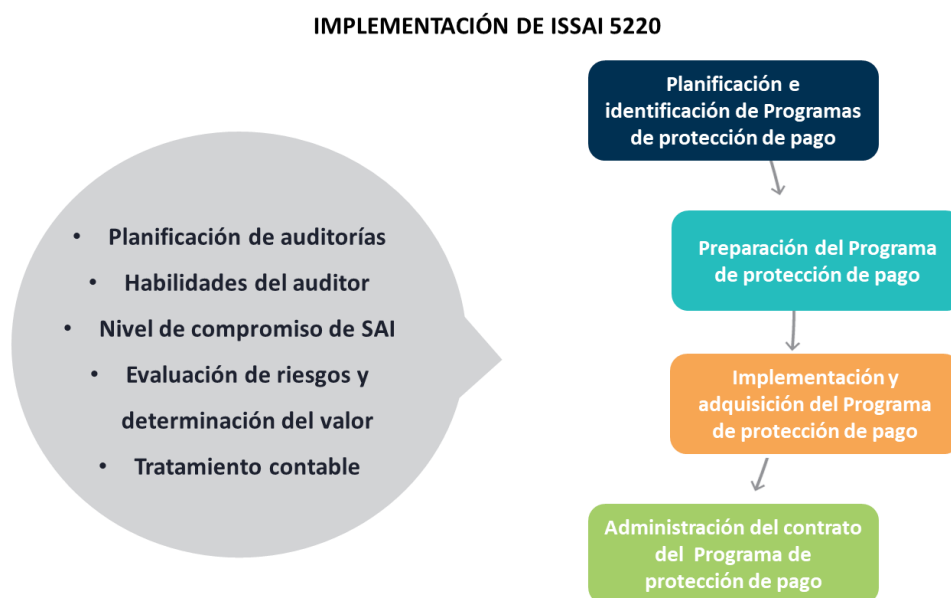 IMPLEMENTACIÓN DE ISSAI 5220
• Planificación de auditorías
• Habilidades del auditor
• Nivel de compromiso de SAI
• Evaluación de riesgos y
determinación del valor
• Tratamiento contable
Planificación e
identificación de Programas
de protección de pago
Preparación del Programa
de protección de pago
Implementación y
adquisición del Programa
de protección de pago
Administración del contrato
del Programa de
protección de pago